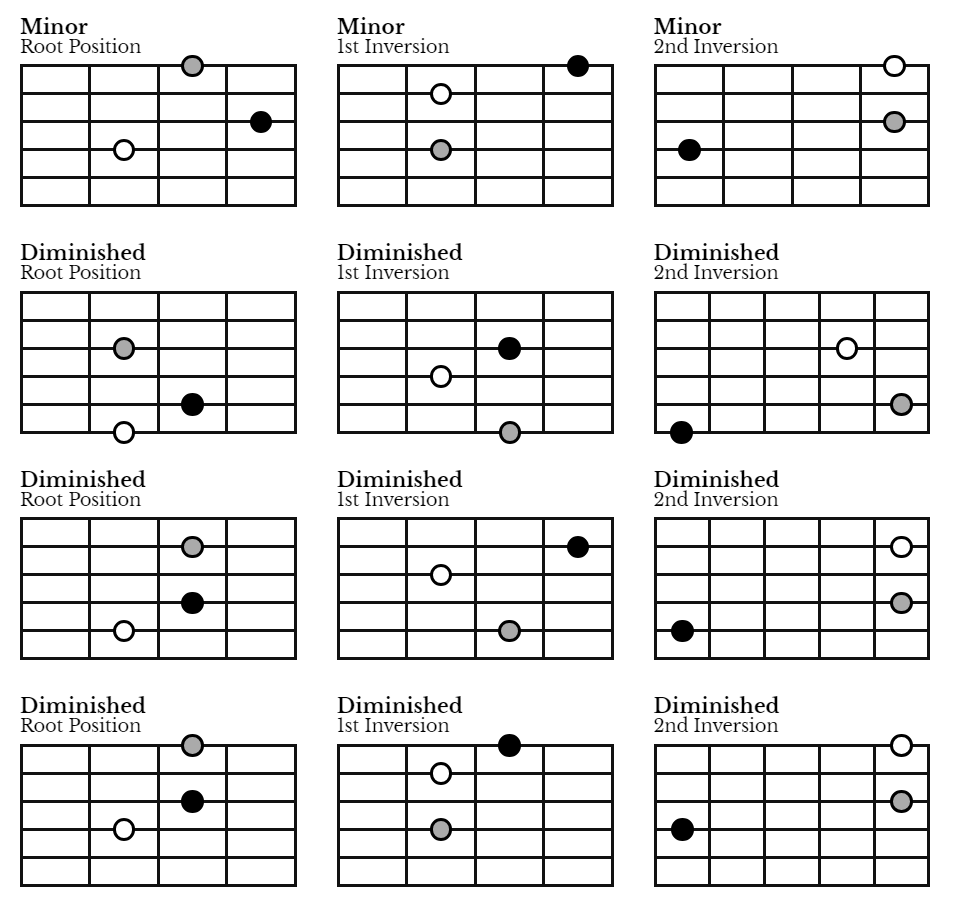 Minor
Root Position
Minor
1st Inversion
Minor
2nd Inversion
Diminished
Root Position
Diminished
1st Inversion
Diminished
2nd Inversion
Diminished
Root Position
Diminished
1st Inversion
Diminished
2nd Inversion
Diminished
Root Position
Diminished
1st Inversion
Diminished
2nd Inversion